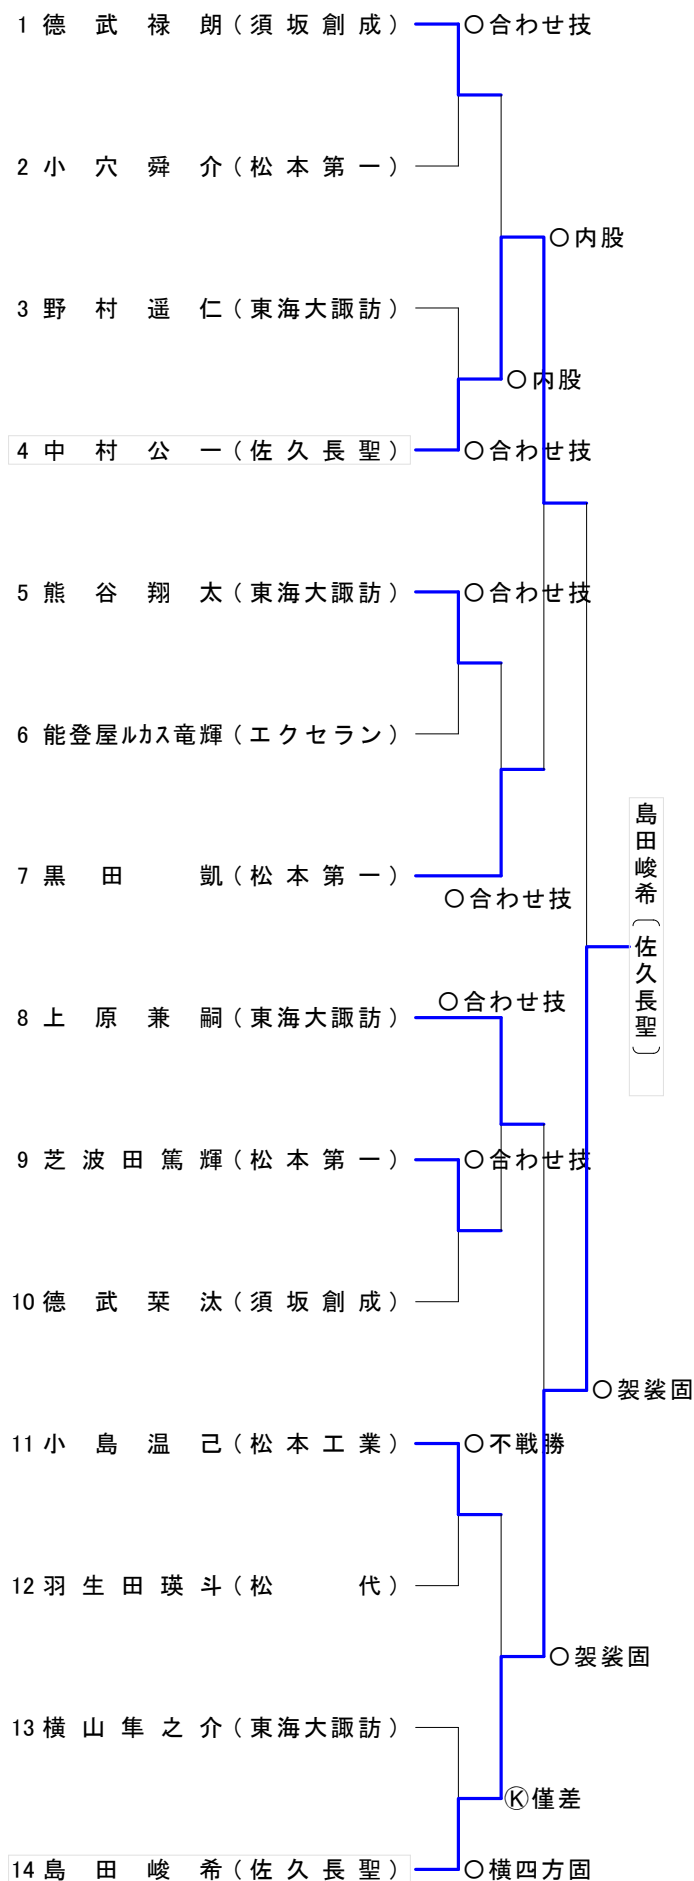 1 德武禄朗(須坂創成) ○合わせ技
2 小穴舜介(松本第一)
○内股
3 野村遥仁(東海大諏訪)
○内股
4 中村公一(佐久長聖) ○合わせ技
5 熊谷翔太(東海大諏訪) ○合わせ技
6 能登屋ルカス竜輝(エクセラン)
7 黒田凱(松本第一)
○合わせ技
島田峻希(佐久長聖)
○合わせ技
8 上原兼嗣(東海大諏訪)
9 芝波田篤輝(松本第一) ○合わせ技
10 德武栞汰(須坂創成)
○袈裟固
11 小島温己(松本工業) ○不戦勝
12 羽生田瑛斗(松代)
○袈裟固
13 横山隼之介(東海大諏訪)
Ⓚ僅差
14 島田峻希(佐久長聖) ○横四方固